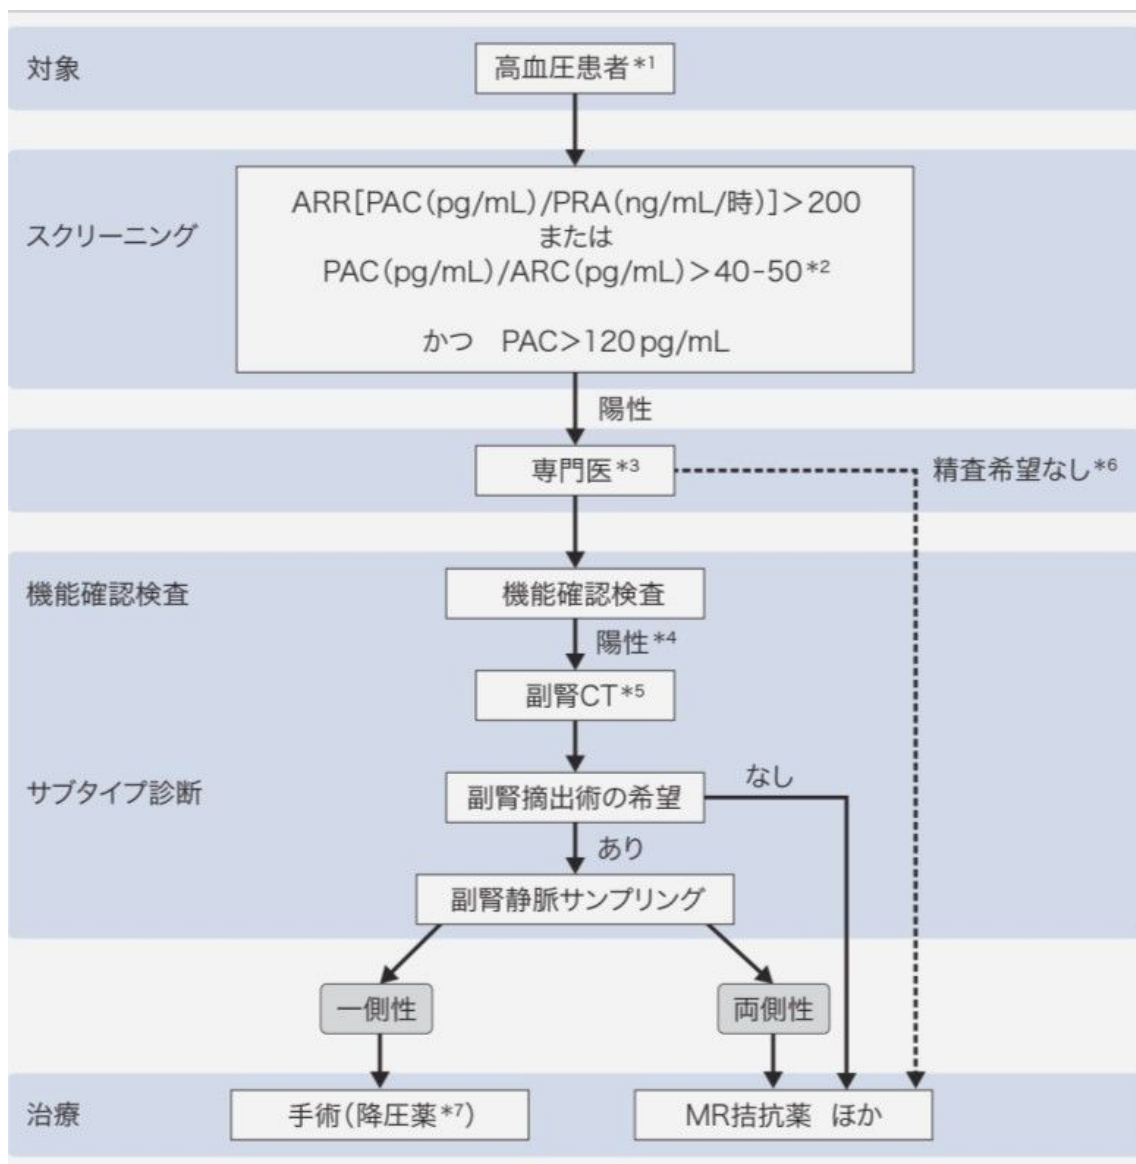 対象
高血圧患者*1
スクリーニング
ARR[PAC(pg/mL)/PRA(ng/mL/時)]>200
または
PAC(pg/mL)/ARC(pg/mL)>40-50*2
かつ　PAC>120pg/mL
陽性
専門医*3
精査希望なし*6
機能確認検査
機能確認検査
陽性*4
副腎CT*5
サブタイプ診断
副腎摘出術の希望
なし
あり
副腎静脈サンプリング
一側性
両側性
治療
手術(降圧薬*7)
MR拮抗薬　ほか